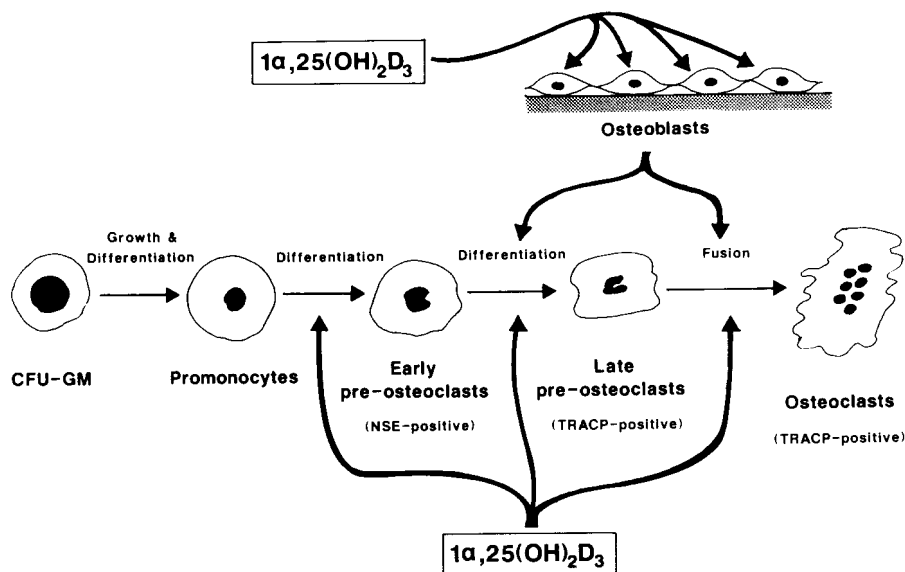 1α,25(OH)₂D₃
Osteoblasts
Growth &
Differentiation
Differentiation
Differentiation
Fusion
CFU-GM
Promonocytes
Early
pre-osteoclasts
(NSE-positive)
Late
pre-osteoclasts
(TRACP-positive)
Osteoclasts
(TRACP-positive)
1α,25(OH)₂D₃